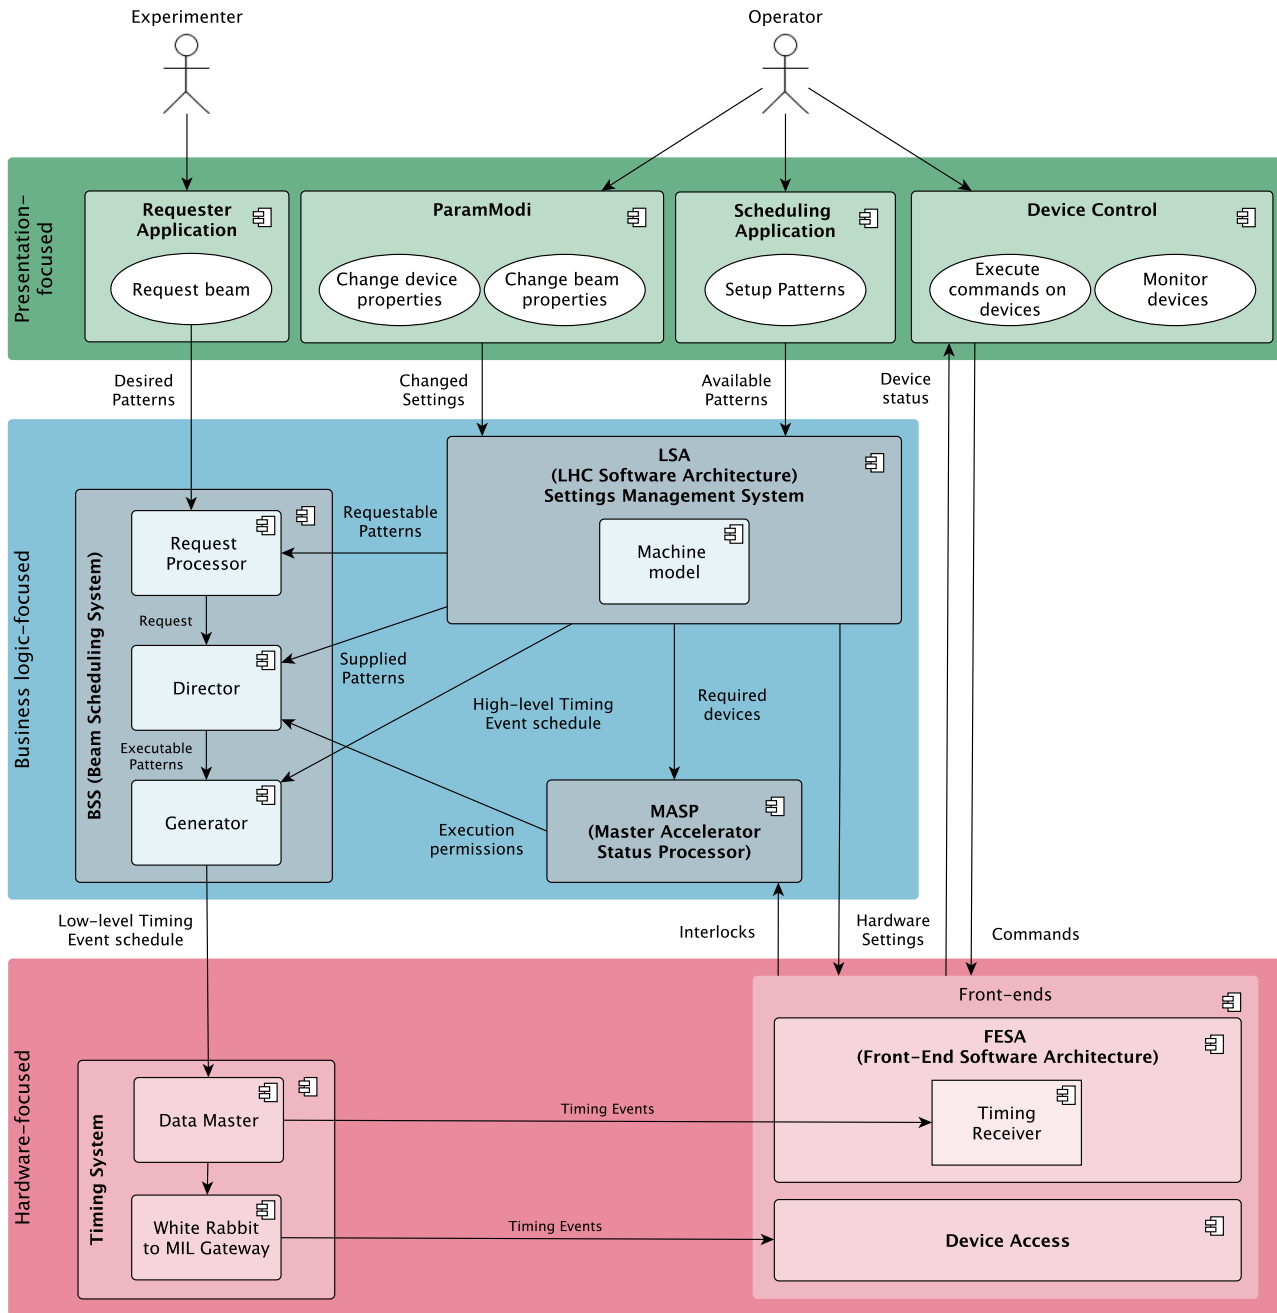 Experimenter
Operator
Presentation-
focused
Requester
Application
Request beam
ParamModi
Change device
properties
Change beam
properties
Scheduling
Application
Setup Patterns
Device Control
Execute
commands on
devices
Monitor
devices
Desired
Patterns
Changed
Settings
Available
Patterns
Device
status
Business logic-focused
LSA
(LHC Software Architecture)
Settings Management System
Machine
model
BSS (Beam Scheduling System)
Request
Processor
Requestable
Patterns
Request
Director
Supplied
Patterns
High-level Timing
Event schedule
Required
devices
Executable
Patterns
Generator
Execution
permissions
MASP
(Master Accelerator
Status Processor)
Low-level Timing
Event schedule
Interlocks
Hardware
Settings
Commands
Hardware-focused
Front-ends
FESA
(Front-End Software Architecture)
Timing
Receiver
Timing System
Data Master
Timing Events
White Rabbit
to MIL Gateway
Timing Events
Device Access